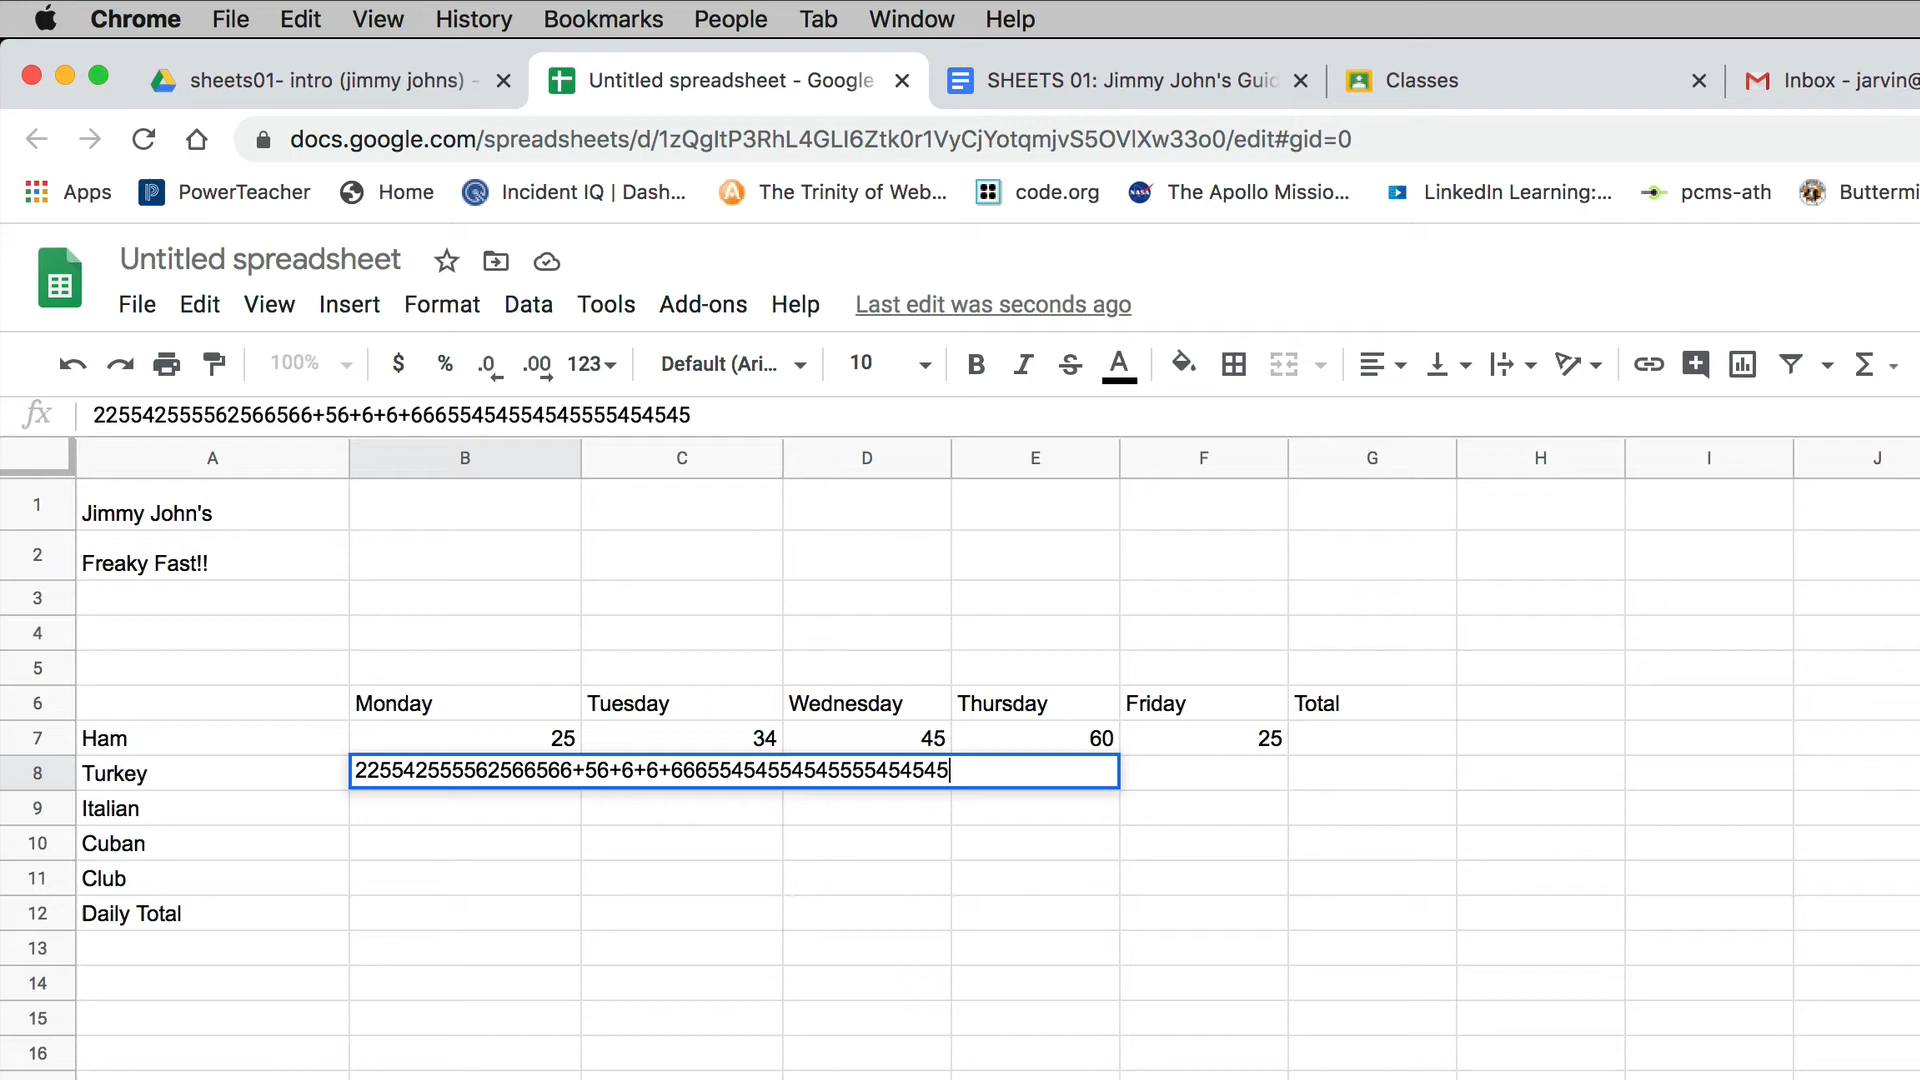 Chrome File Edit View History Bookmarks People Tab Window Help
sheets01- intro (jimmy johns) - Untitled spreadsheet - Google SHEETS 01: Jimmy John's Guid Classes Inbox - jarvin@
docs.google.com/spreadsheets/d/1zQgItP3RhL4GLI6Ztk0r1VyCjYotqmjvS5OVlXw33o0/edit#gid=0
Apps PowerTeacher Home Incident IQ | Dash... The Trinity of Web... code.org The Apollo Missio... LinkedIn Learning:... pcms-ath Buttermi
Untitled spreadsheet
File Edit View Insert Format Data Tools Add-ons Help Last edit was seconds ago
100% $ % .0 .00 123 Default (Ari... 10 B I S A Σ
fx 225542555562566566+56+6+6+66655454554545555454545
A B C D E F G H I J
1 Jimmy John's
2 Freaky Fast!!
3
4
5
6 Monday Tuesday Wednesday Thursday Friday Total
7 Ham 25 34 45 60 25
8 Turkey 225542555562566566+56+6+6+66655454554545555454545
9 Italian
10 Cuban
11 Club
12 Daily Total
13
14
15
16